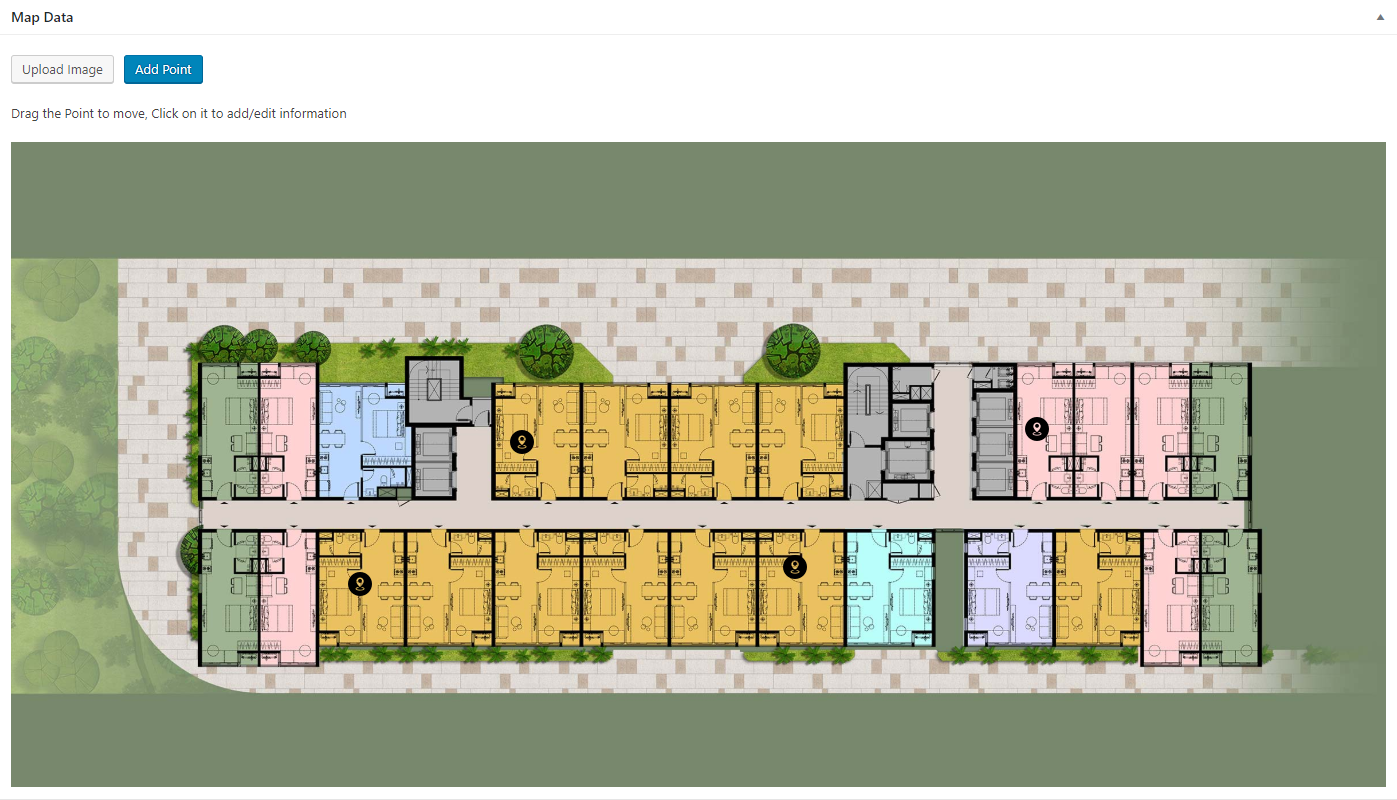 Map Data
Upload Image
Add Point
Drag the Point to move, Click on it to add/edit information